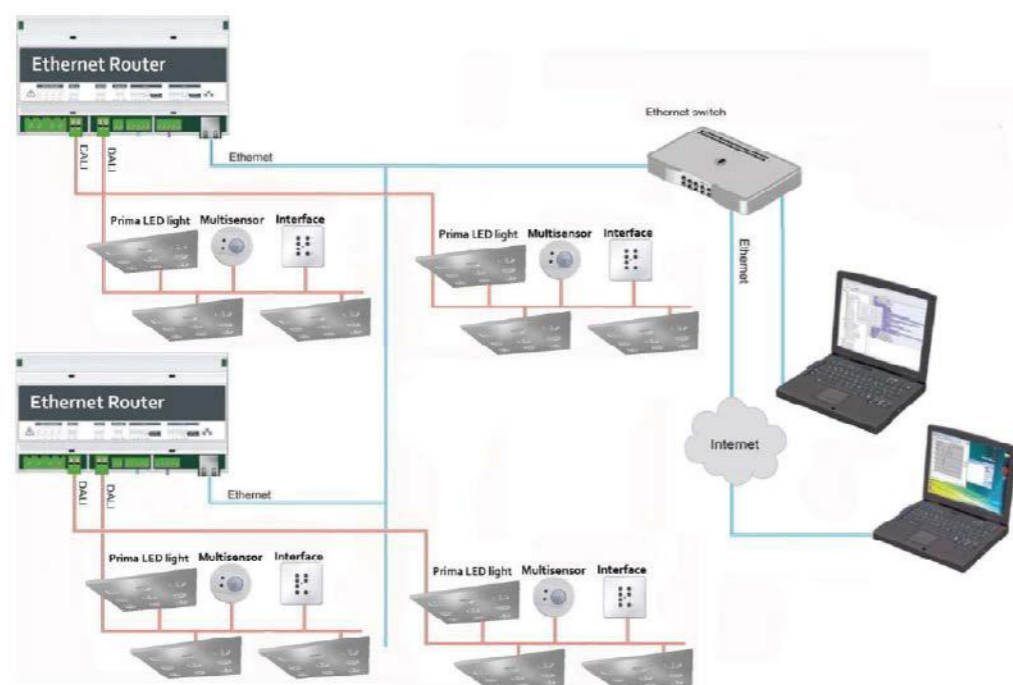 Ethernet Router
Ethernet switch
DALI
DALI
Ethernet
Prima LED light
Multisensor
Interface
Prima LED light
Multisensor
Interface
Ethernet
Ethernet Router
Internet
DALI
DALI
Ethernet
Prima LED light
Multisensor
Interface
Prima LED light
Multisensor
Interface